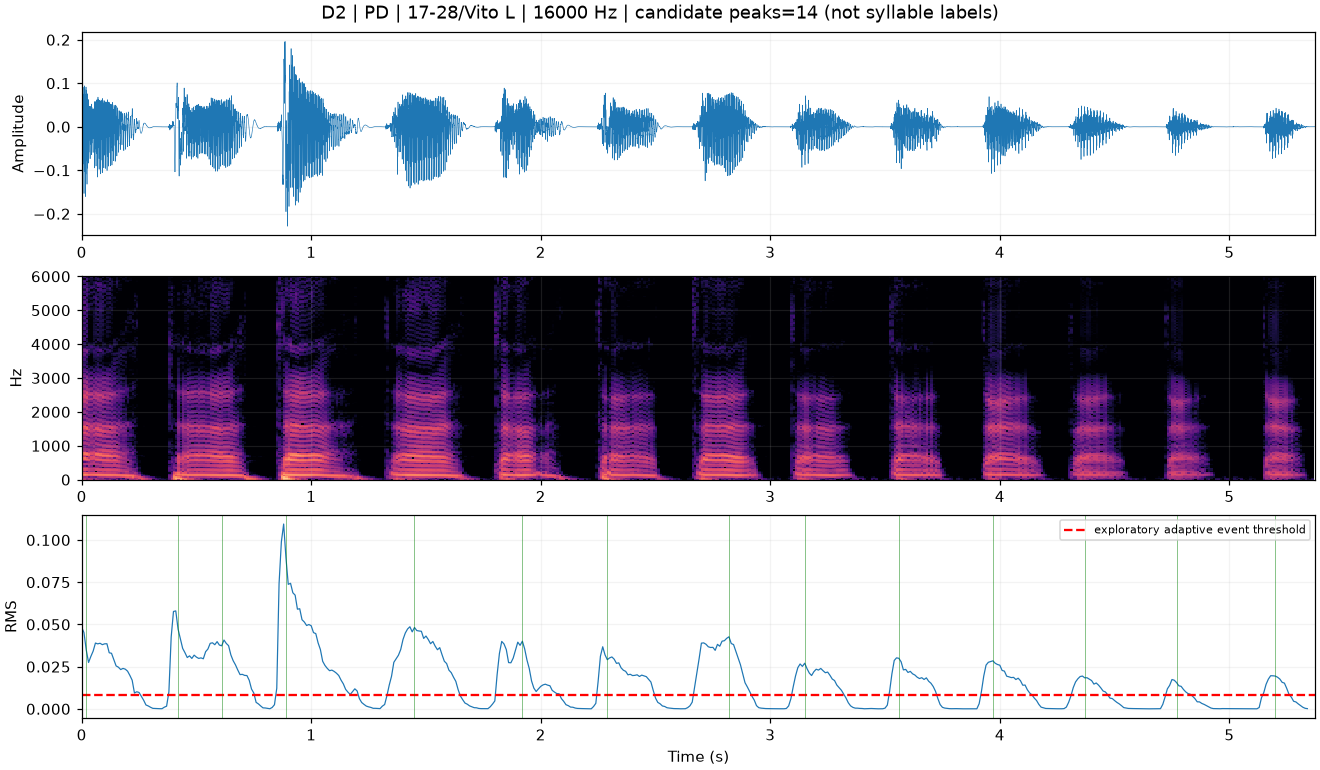 D2 | PD | 17-28/Vito L | 16000 Hz | candidate peaks=14 (not syllable labels)
0.2
0.1
0.0
−0.1
−0.2
Amplitude
0 1 2 3 4 5
6000
5000
4000
3000
2000
1000
0
Hz
0 1 2 3 4 5
exploratory adaptive event threshold
0.100
0.075
0.050
0.025
0.000
RMS
0 1 2 3 4 5
Time (s)